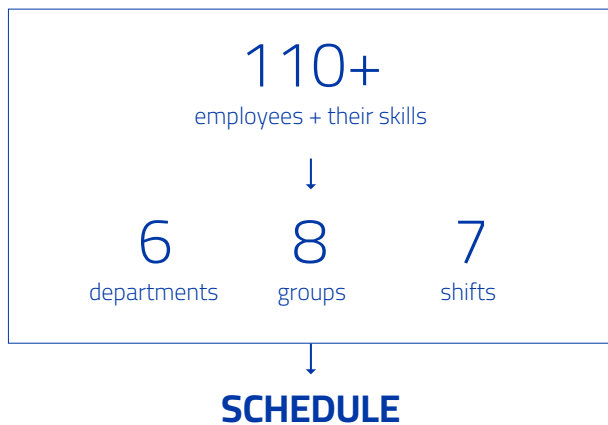 110+
employees + their skills
6 8 7
departments groups shifts
SCHEDULE